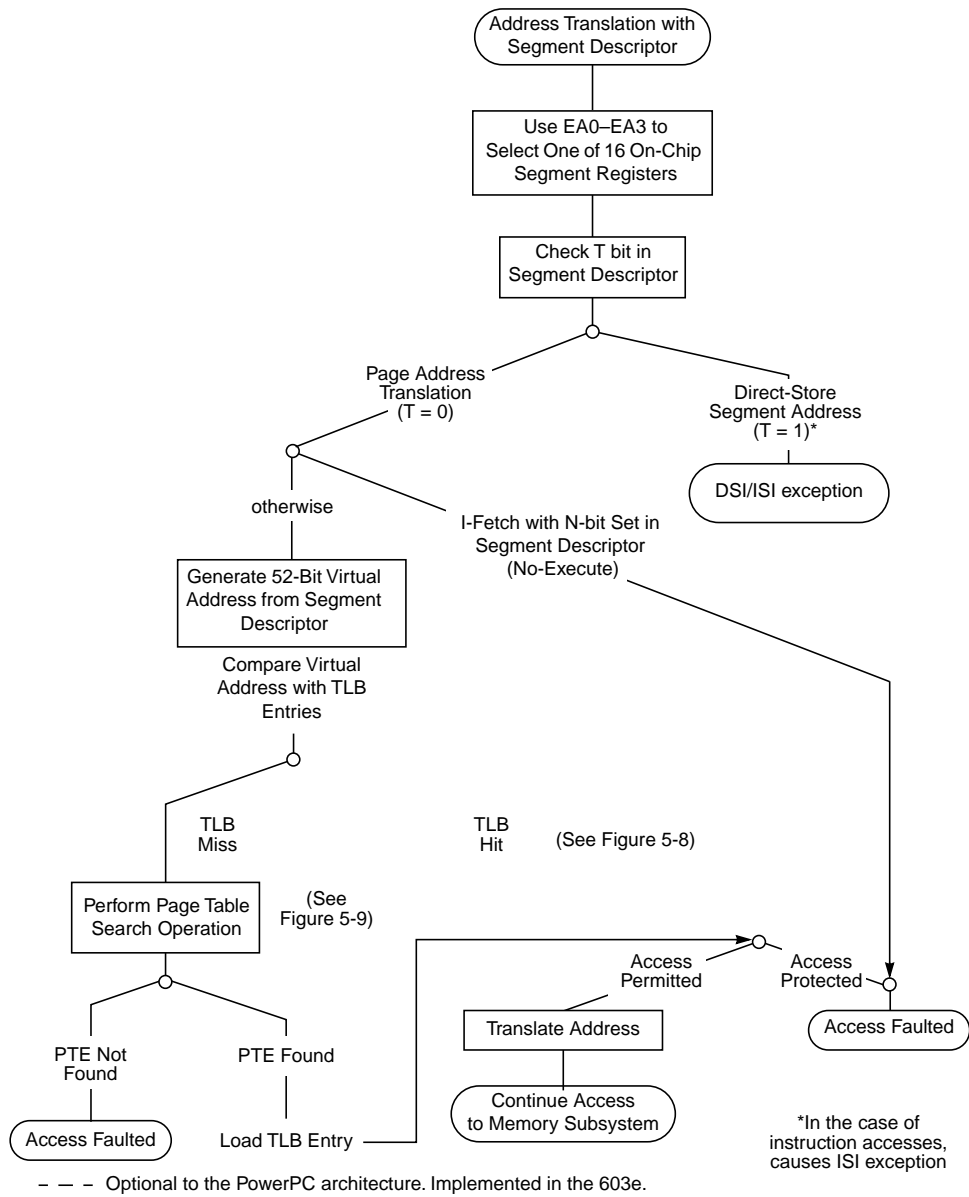 Address Translation with
Segment Descriptor
Use EA0–EA3 to
Select One of 16 On-Chip
Segment Registers
Check T bit in
Segment Descriptor
Page Address
Translation
(T = 0)
Direct-Store
Segment Address
(T = 1)*
DSI/ISI exception
otherwise
I-Fetch with N-bit Set in
Segment Descriptor
(No-Execute)
Generate 52-Bit Virtual
Address from Segment
Descriptor
Compare Virtual
Address with TLB
Entries
TLB
Miss
TLB
Hit
(See Figure 5-8)
Perform Page Table
Search Operation
(See
Figure 5-9)
Access
Permitted
Access
Protected
Translate Address
Access Faulted
PTE Not
Found
PTE Found
Continue Access
to Memory Subsystem
Access Faulted
Load TLB Entry
*In the case of
instruction accesses,
causes ISI exception
– – – Optional to the PowerPC architecture. Implemented in the 603e.